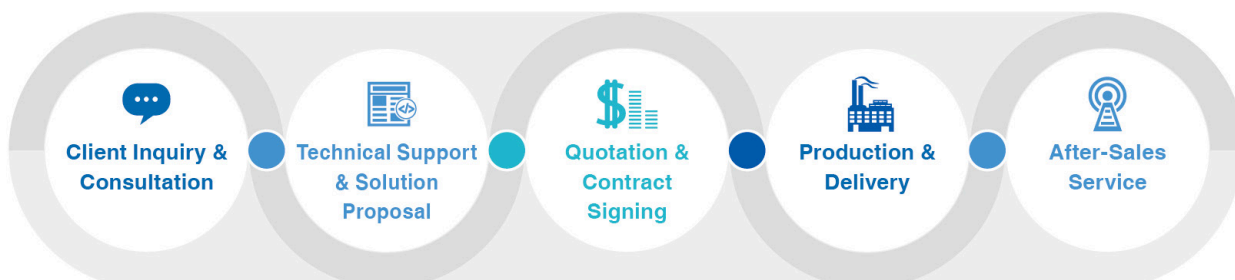 Client Inquiry &
Consultation
Technical Support
& Solution
Proposal
Quotation &
Contract
Signing
Production &
Delivery
After-Sales
Service